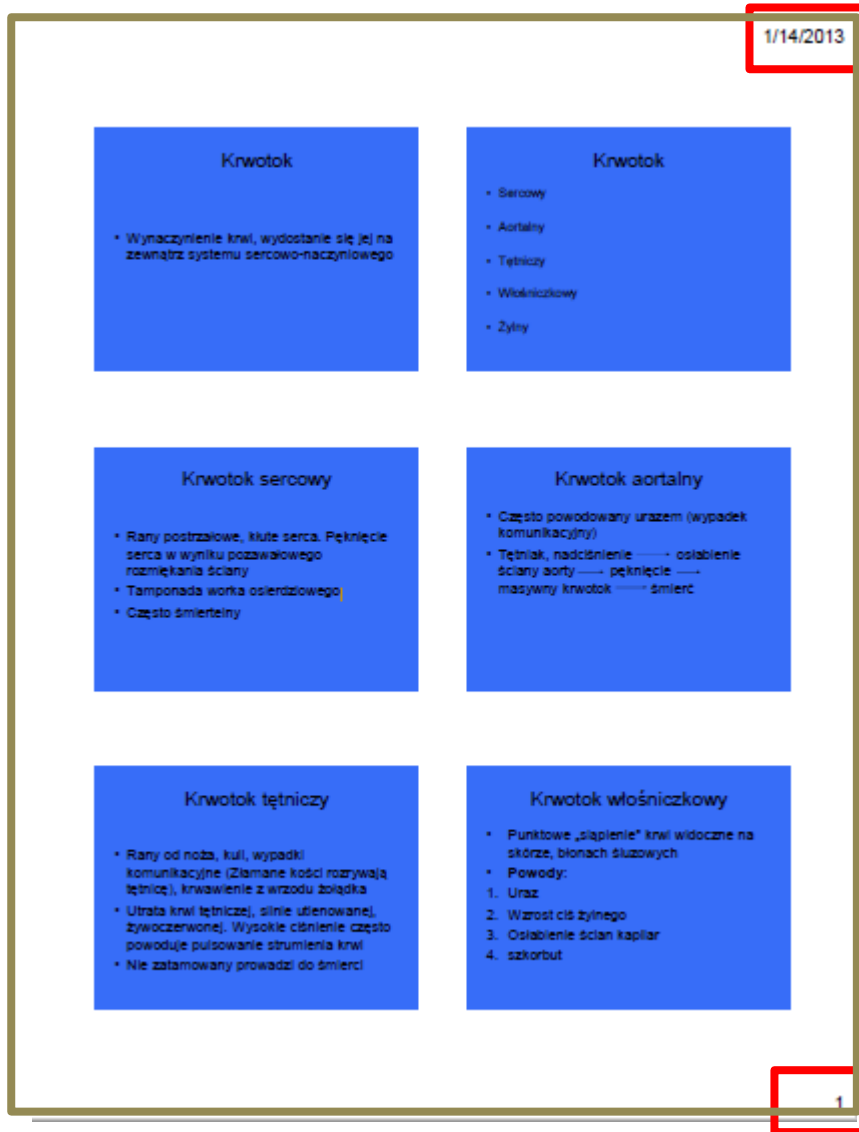 1/14/2013
Krwotok
• Wynaczynienie krwi, wydostanie się jej na
zewnątrz systemu sercowo-naczyniowego
Krwotok
• Sercowy
• Aortalny
• Tętniczy
• Włośniczkowy
• Żylny
Krwotok sercowy
• Rany postrzałowe, kłute serca. Pęknięcie
serca w wyniku pozawałowego
rozmiękania ściany
• Tamponada worka osierdziowego
• Często śmiertelny
Krwotok aortalny
• Często powodowany urazem (wypadek
komunikacyjny)
• Tętniak, nadciśnienie → osłabienie
ściany aorty → pęknięcie →
masywny krwotok → śmierć
Krwotok tętniczy
• Rany od noża, kuli, wypadki
komunikacyjne (Złamane kości rozrywają
tętnicę), krwawienie z wrzodu żołądka
• Utrata krwi tętniczej, silnie utlenowanej,
żywoczerwonej. Wysokie ciśnienie często
powoduje pulsowanie strumienia krwi
• Nie zatamowany prowadzi do śmierci
Krwotok włośniczkowy
• Punktowe „siąpienie" krwi widoczne na
skórze, błonach śluzowych
• Powody:
1. Uraz
2. Wzrost ciś żylnego
3. Osłabienie ścian kapilar
4. szkorbut
1